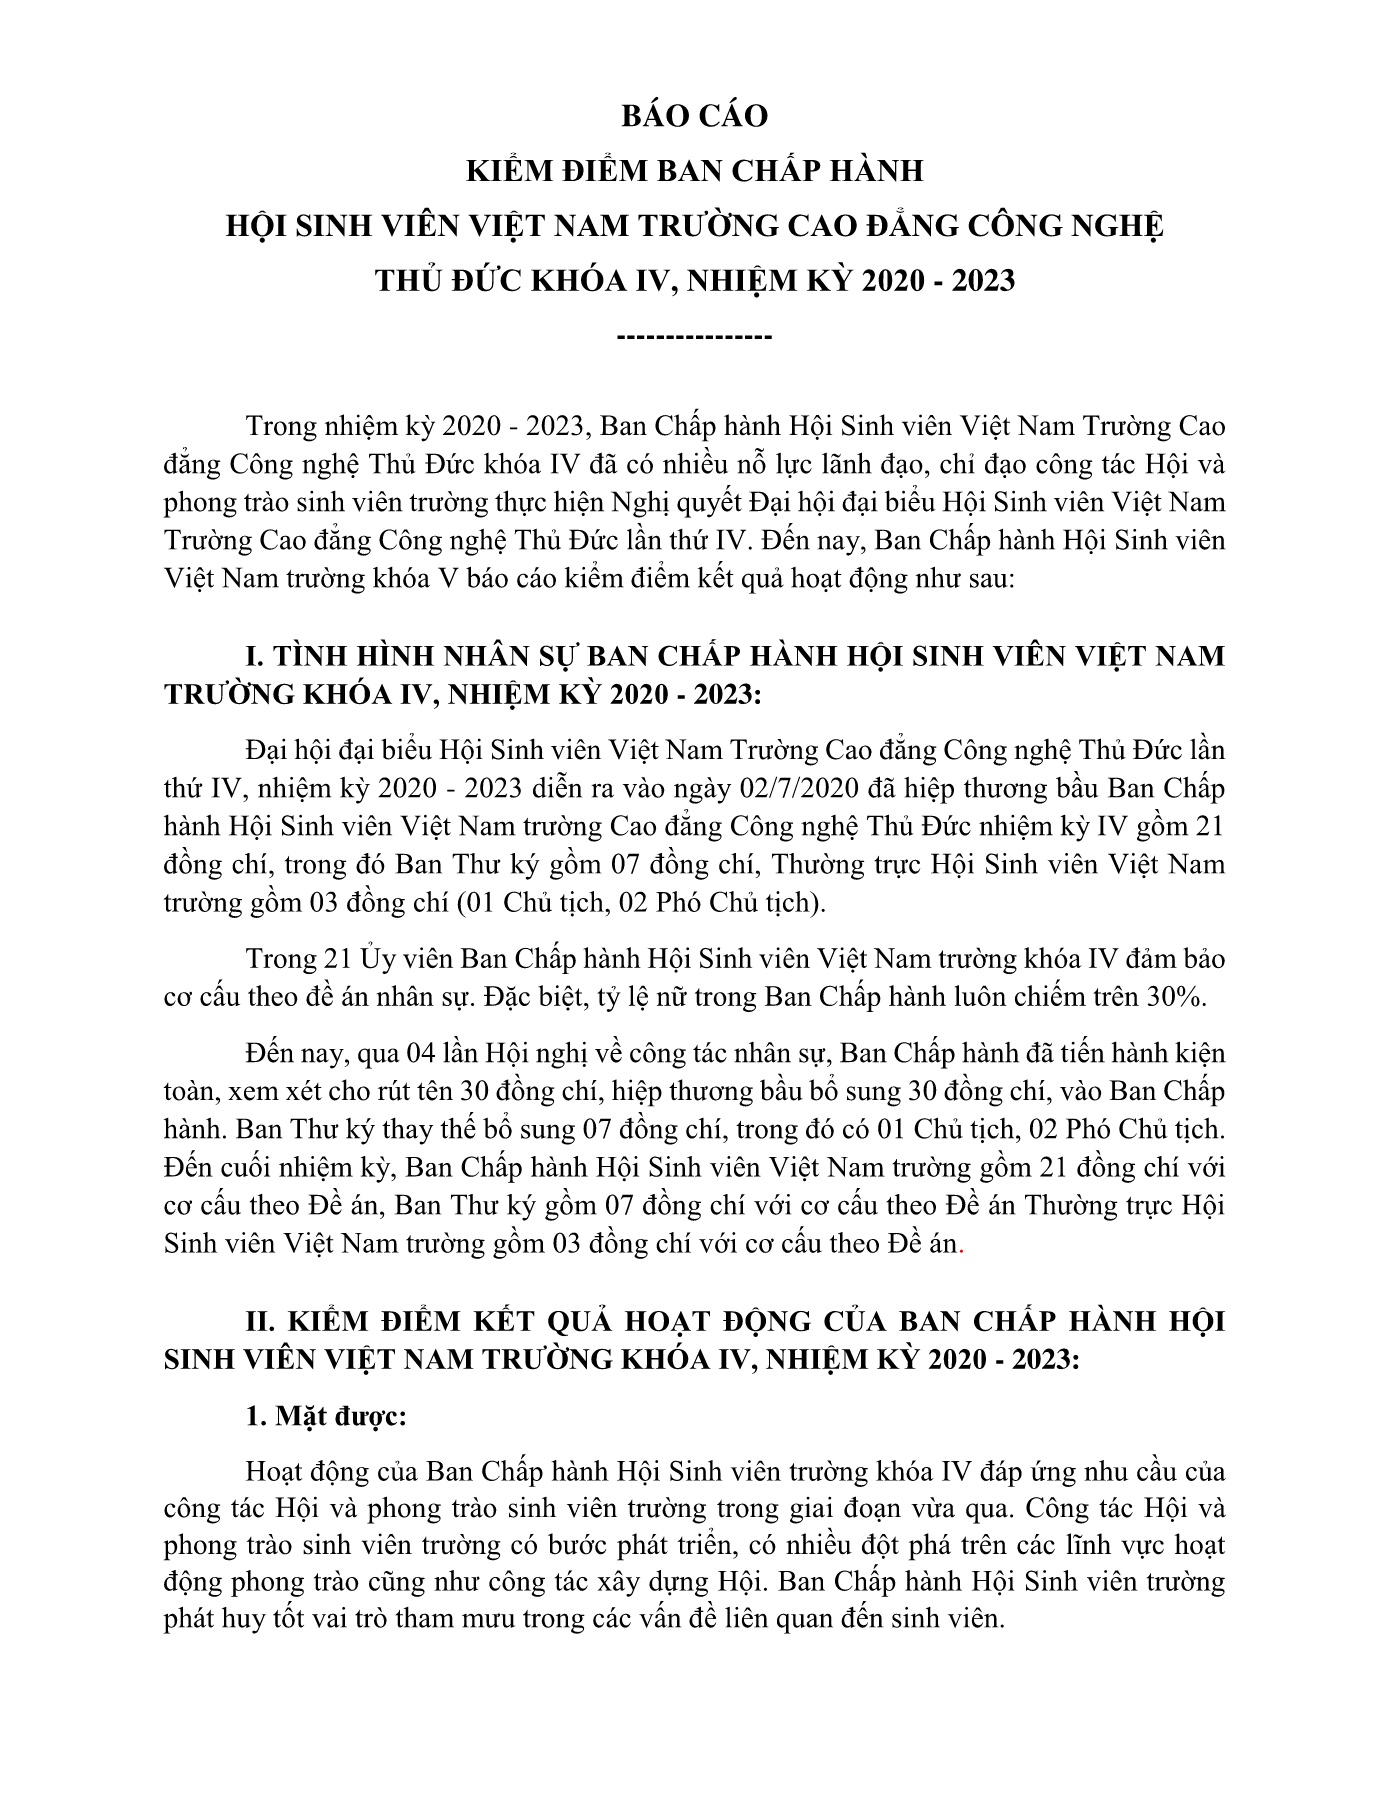 BÁO CÁO
KIỂM ĐIỂM BAN CHẤP HÀNH
HỘI SINH VIÊN VIỆT NAM TRƯỜNG CAO ĐẲNG CÔNG NGHỆ
THỦ ĐỨC KHÓA IV, NHIỆM KỲ 2020 - 2023
----------------
Trong nhiệm kỳ 2020 - 2023, Ban Chấp hành Hội Sinh viên Việt Nam Trường Cao
đẳng Công nghệ Thủ Đức khóa IV đã có nhiều nỗ lực lãnh đạo, chỉ đạo công tác Hội và
phong trào sinh viên trường thực hiện Nghị quyết Đại hội đại biểu Hội Sinh viên Việt Nam
Trường Cao đẳng Công nghệ Thủ Đức lần thứ IV. Đến nay, Ban Chấp hành Hội Sinh viên
Việt Nam trường khóa V báo cáo kiểm điểm kết quả hoạt động như sau:
I. TÌNH HÌNH NHÂN SỰ BAN CHẤP HÀNH HỘI SINH VIÊN VIỆT NAM
TRƯỜNG KHÓA IV, NHIỆM KỲ 2020 - 2023:
Đại hội đại biểu Hội Sinh viên Việt Nam Trường Cao đẳng Công nghệ Thủ Đức lần
thứ IV, nhiệm kỳ 2020 - 2023 diễn ra vào ngày 02/7/2020 đã hiệp thương bầu Ban Chấp
hành Hội Sinh viên Việt Nam trường Cao đẳng Công nghệ Thủ Đức nhiệm kỳ IV gồm 21
đồng chí, trong đó Ban Thư ký gồm 07 đồng chí, Thường trực Hội Sinh viên Việt Nam
trường gồm 03 đồng chí (01 Chủ tịch, 02 Phó Chủ tịch).
Trong 21 Ủy viên Ban Chấp hành Hội Sinh viên Việt Nam trường khóa IV đảm bảo
cơ cấu theo đề án nhân sự. Đặc biệt, tỷ lệ nữ trong Ban Chấp hành luôn chiếm trên 30%.
Đến nay, qua 04 lần Hội nghị về công tác nhân sự, Ban Chấp hành đã tiến hành kiện
toàn, xem xét cho rút tên 30 đồng chí, hiệp thương bầu bổ sung 30 đồng chí, vào Ban Chấp
hành. Ban Thư ký thay thế bổ sung 07 đồng chí, trong đó có 01 Chủ tịch, 02 Phó Chủ tịch.
Đến cuối nhiệm kỳ, Ban Chấp hành Hội Sinh viên Việt Nam trường gồm 21 đồng chí với
cơ cấu theo Đề án, Ban Thư ký gồm 07 đồng chí với cơ cấu theo Đề án Thường trực Hội
Sinh viên Việt Nam trường gồm 03 đồng chí với cơ cấu theo Đề án.
II. KIỂM ĐIỂM KẾT QUẢ HOẠT ĐỘNG CỦA BAN CHẤP HÀNH HỘI
SINH VIÊN VIỆT NAM TRƯỜNG KHÓA IV, NHIỆM KỲ 2020 - 2023:
1. Mặt được:
Hoạt động của Ban Chấp hành Hội Sinh viên trường khóa IV đáp ứng nhu cầu của
công tác Hội và phong trào sinh viên trường trong giai đoạn vừa qua. Công tác Hội và
phong trào sinh viên trường có bước phát triển, có nhiều đột phá trên các lĩnh vực hoạt
động phong trào cũng như công tác xây dựng Hội. Ban Chấp hành Hội Sinh viên trường
phát huy tốt vai trò tham mưu trong các vấn đề liên quan đến sinh viên.